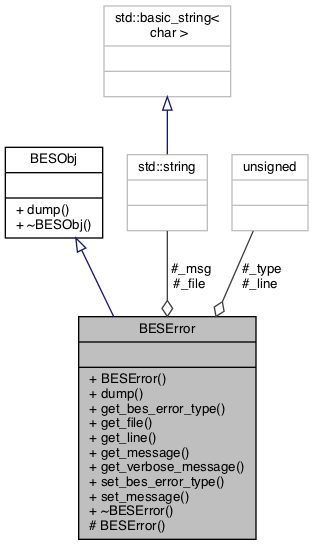 std::basic_string<
char >
BESObj
+ dump()
+ ~BESObj()
std::string
unsigned
#_msg
#_file
#_type
#_line
BESError
+ BESError()
+ dump()
+ get_bes_error_type()
+ get_file()
+ get_line()
+ get_message()
+ get_verbose_message()
+ set_bes_error_type()
+ set_message()
+ ~BESError()
# BESError()